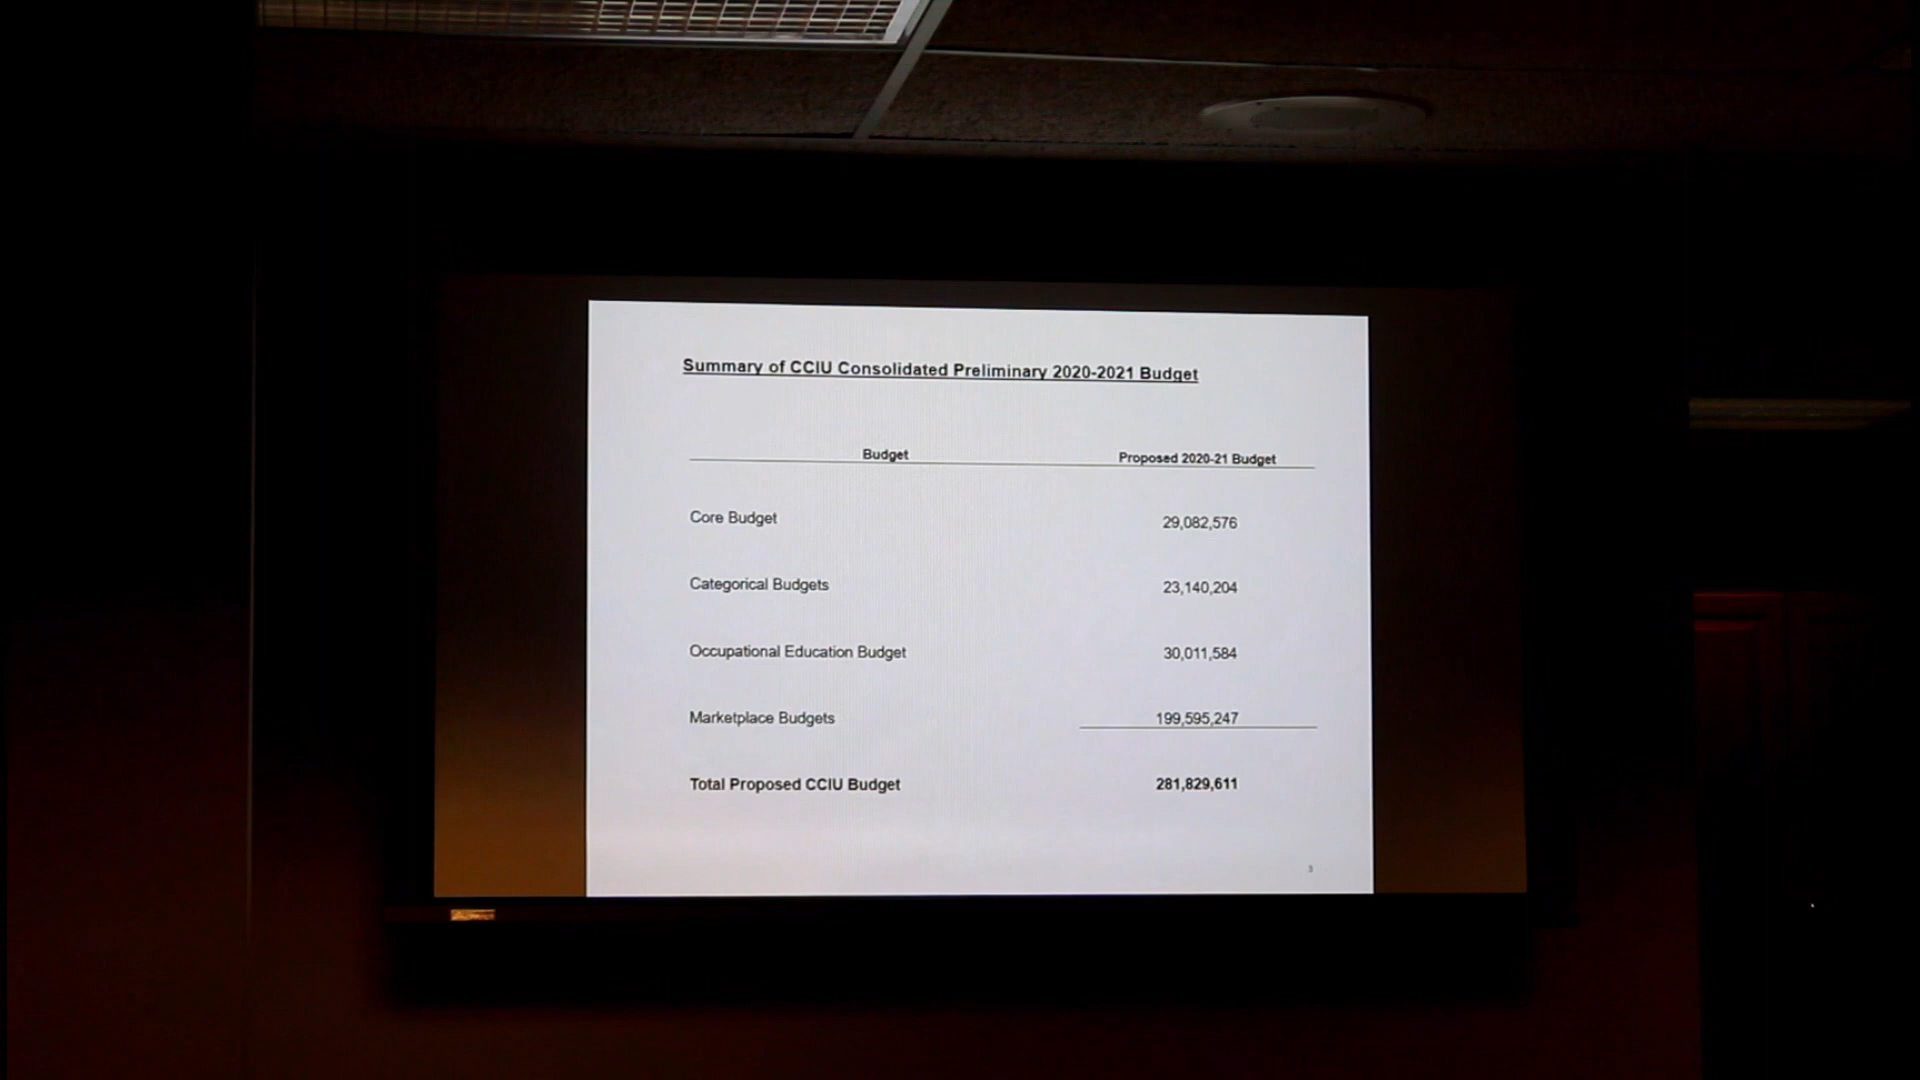 Summary of CCIU Consolidated Preliminary 2020-2021 Budget
Budget Proposed 2020-21 Budget
Core Budget 29,082,576
Categorical Budgets 23,140,204
Occupational Education Budget 30,011,584
Marketplace Budgets 199,595,247
Total Proposed CCIU Budget 281,829,611
3